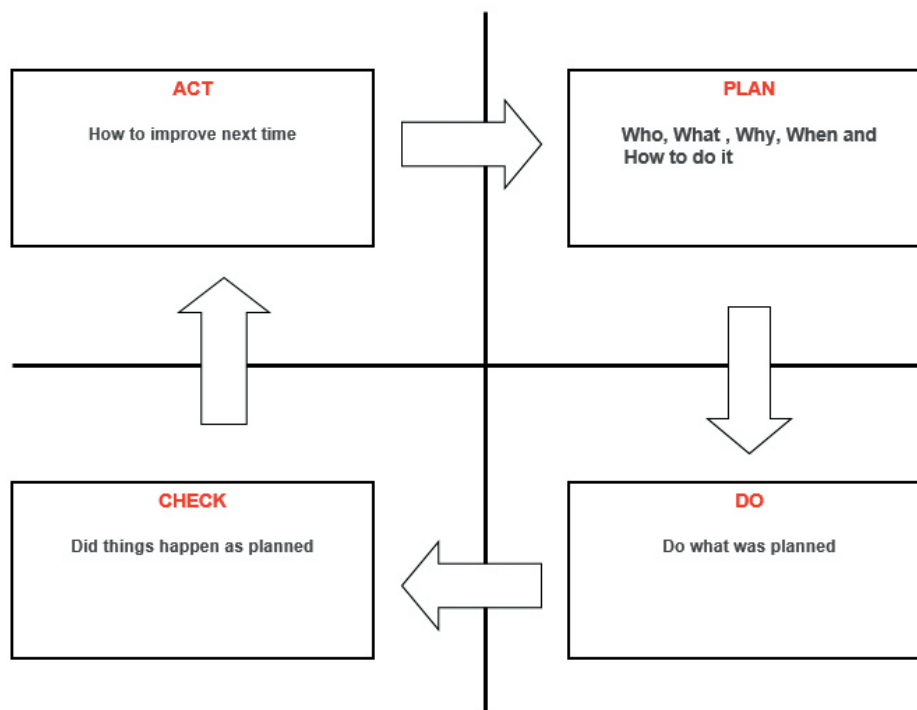 ACT
How to improve next time
PLAN
Who, What , Why, When and
How to do it
CHECK
Did things happen as planned
DO
Do what was planned